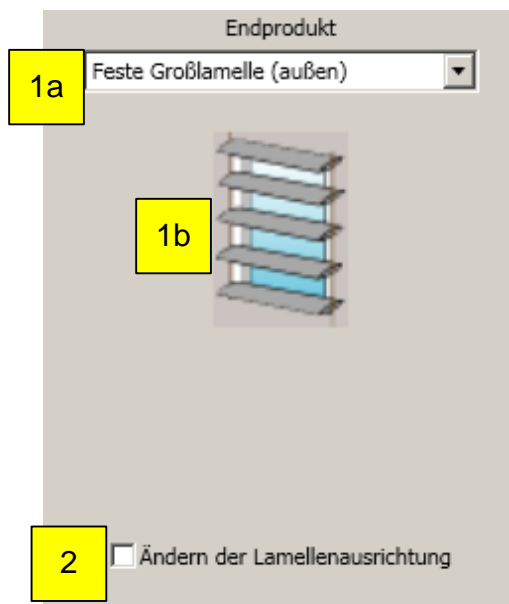 Endprodukt
1a
Feste Großlamelle (außen)
1b
2
Ändern der Lamellenausrichtung